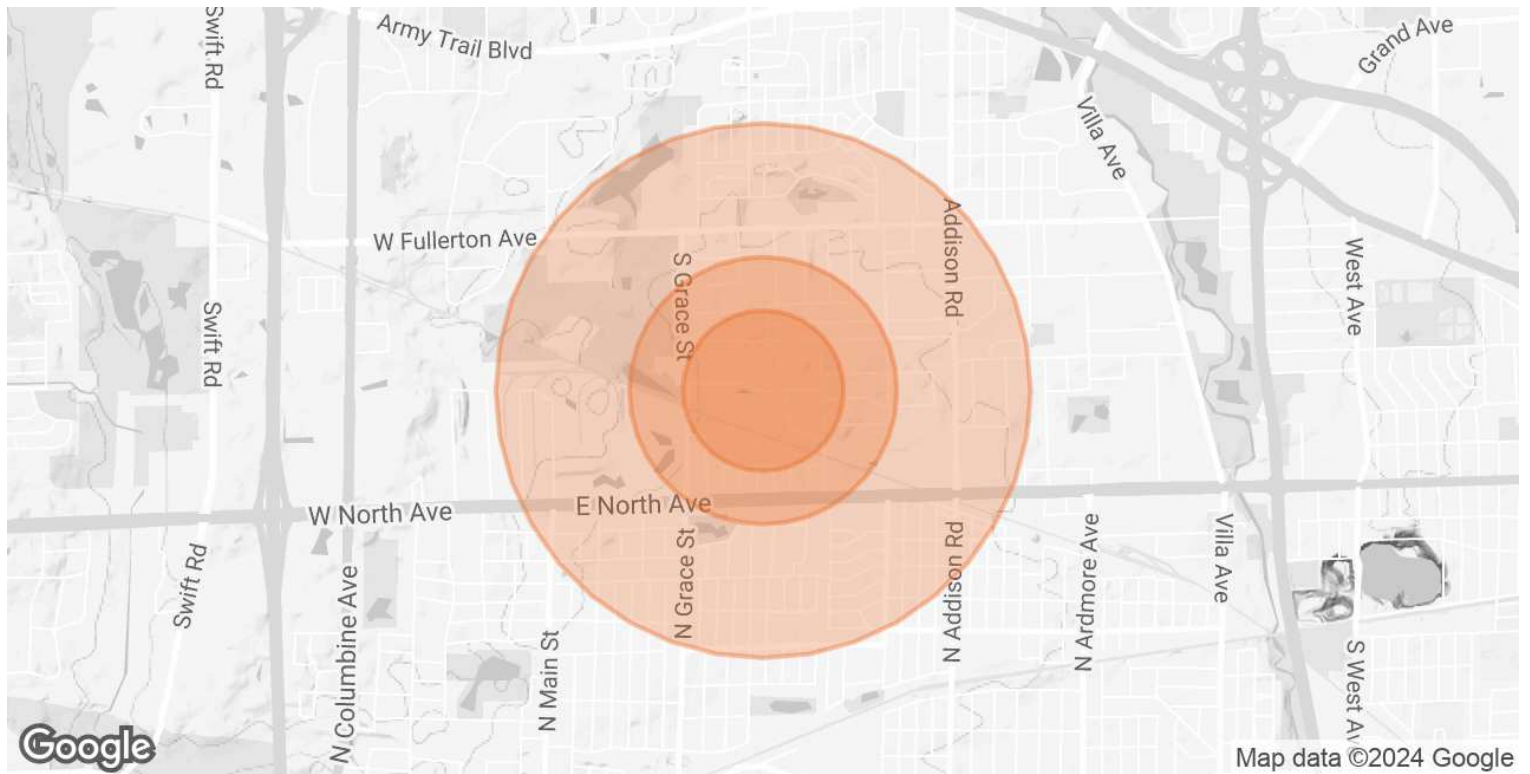 Swift Rd
Army Trail Blvd
Grand Ave
Villa Ave
W Fullerton Ave
Addison Rd
S Grace St
West Ave
Swift Rd
E North Ave
W North Ave
Swift Rd
N Columbine Ave
N Main St
N Grace St
N Addison Rd
N Ardmore Ave
Villa Ave
S West Ave
Google
Map data ©2024 Google